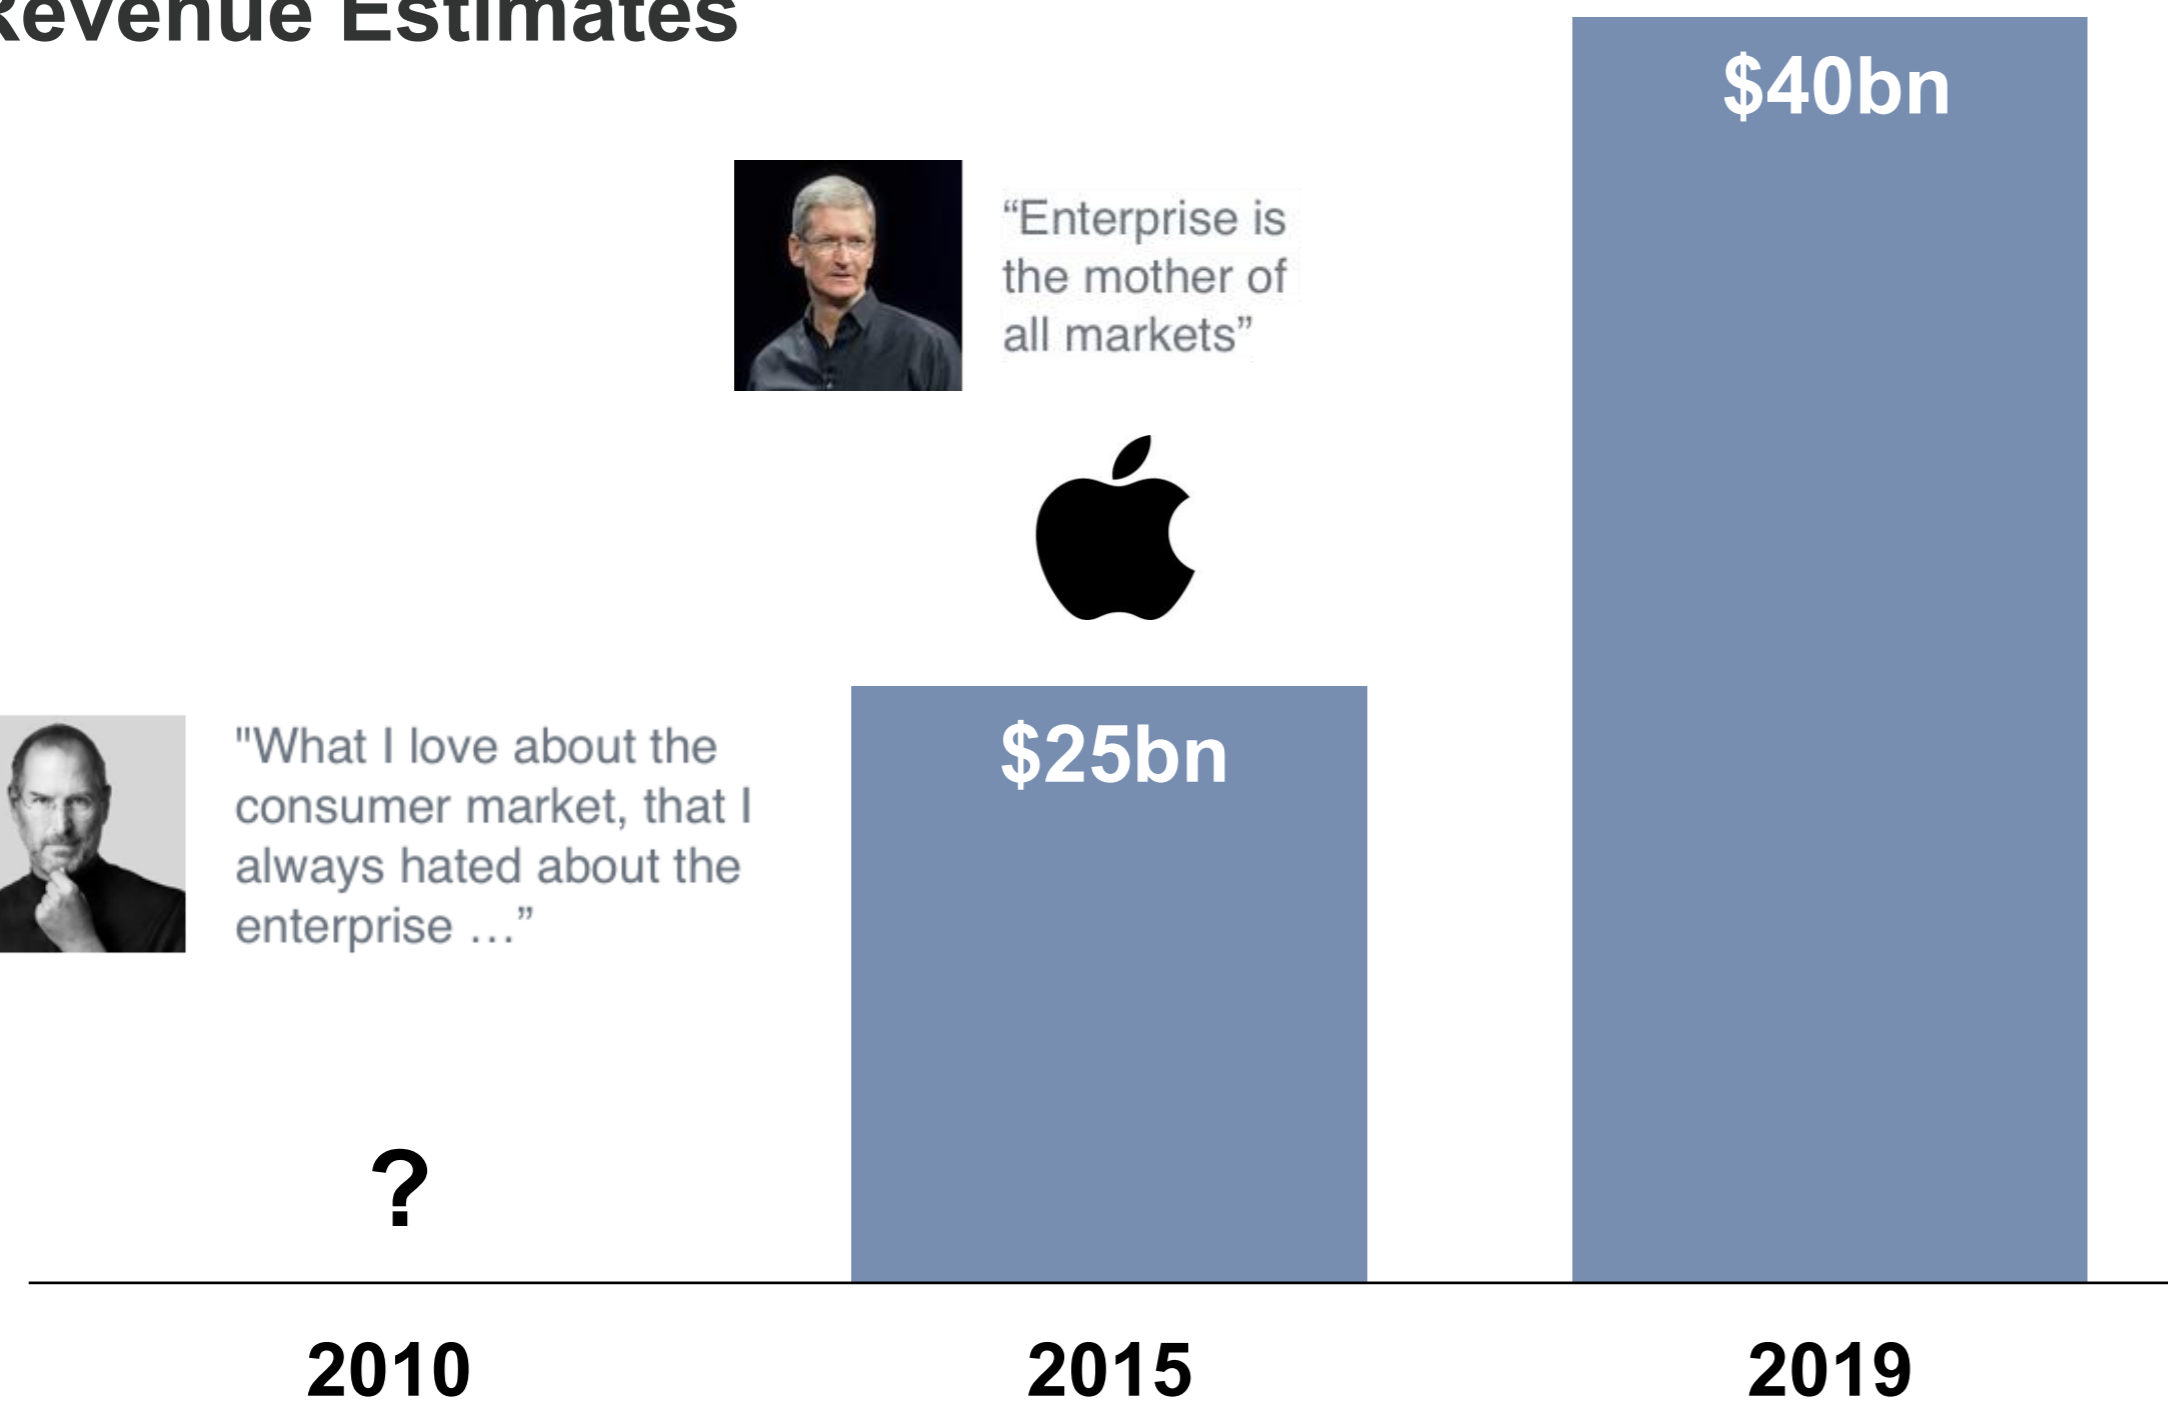 Revenue Estimates
$40bn
“Enterprise is
the mother of
all markets”
$25bn
"What I love about the
consumer market, that I
always hated about the
enterprise …”
?
2010
2015
2019